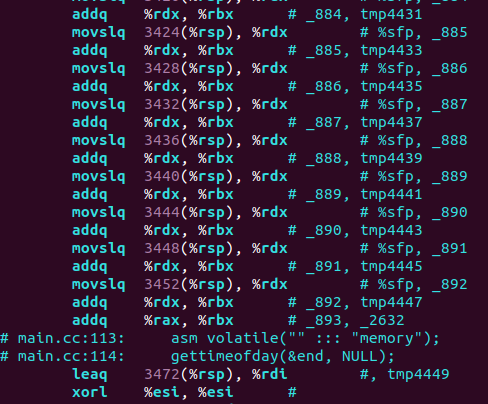 addq %rdx, %rbx # _884, tmp4431
movslq 3424(%rsp), %rdx # %sfp, _885
addq %rdx, %rbx # _885, tmp4433
movslq 3428(%rsp), %rdx # %sfp, _886
addq %rdx, %rbx # _886, tmp4435
movslq 3432(%rsp), %rdx # %sfp, _887
addq %rdx, %rbx # _887, tmp4437
movslq 3436(%rsp), %rdx # %sfp, _888
addq %rdx, %rbx # _888, tmp4439
movslq 3440(%rsp), %rdx # %sfp, _889
addq %rdx, %rbx # _889, tmp4441
movslq 3444(%rsp), %rdx # %sfp, _890
addq %rdx, %rbx # _890, tmp4443
movslq 3448(%rsp), %rdx # %sfp, _891
addq %rdx, %rbx # _891, tmp4445
movslq 3452(%rsp), %rdx # %sfp, _892
addq %rdx, %rbx # _892, tmp4447
addq %rax, %rbx # _893, _2632
# main.cc:113: asm volatile("" ::: "memory");
# main.cc:114: gettimeofday(&end, NULL);
leaq 3472(%rsp), %rdi #, tmp4449
xorl %esi, %esi #